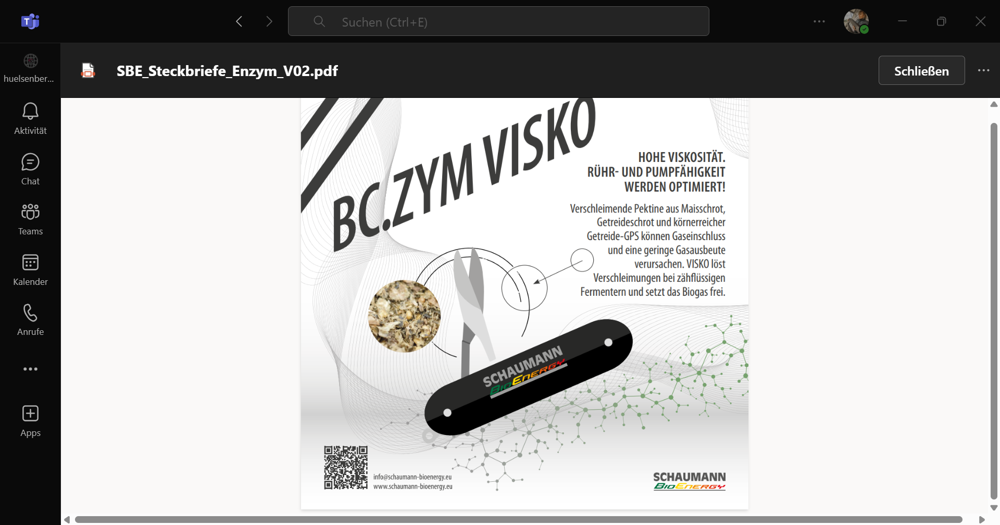 Suchen (Ctrl+E)
huelsenber...
Aktivität
Chat
Teams
Kalender
Anrufe
Apps
SBE_Steckbriefe_Enzym_V02.pdf
Schließen
BC.ZYM VISKO
HOHE VISKOSITÄT.
RÜHR- UND PUMPFÄHIGKEIT
WERDEN OPTIMIERT!
Verschleimende Pektine aus Maisschrot,
Getreideschrot und körnerreicher
Getreide-GPS können Gaseinschluss
und eine geringe Gasausbeute
verursachen. VISKO löst
Verschleimungen bei zähflüssigen
Fermentern und setzt das Biogas frei.
SCHAUMANN
BIOENERGY
info@schaumann-bioenergy.eu
www.schaumann-bioenergy.eu
SCHAUMANN
BIOENERGY